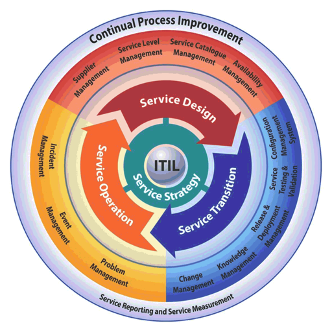 Continual Process Improvement
Supplier
Management
Service Level
Management
Service Catalogue
Management
Availability
Management
System
Configuration
Management
Service
Testing &
Validation
Release &
Deployment
Management
Knowledge
Management
Change
Management
Problem
Management
Event
Management
Incident
Management
Service Design
Service Transition
Service Operation
Service Strategy
ITIL
Service Reporting and Service Measurement